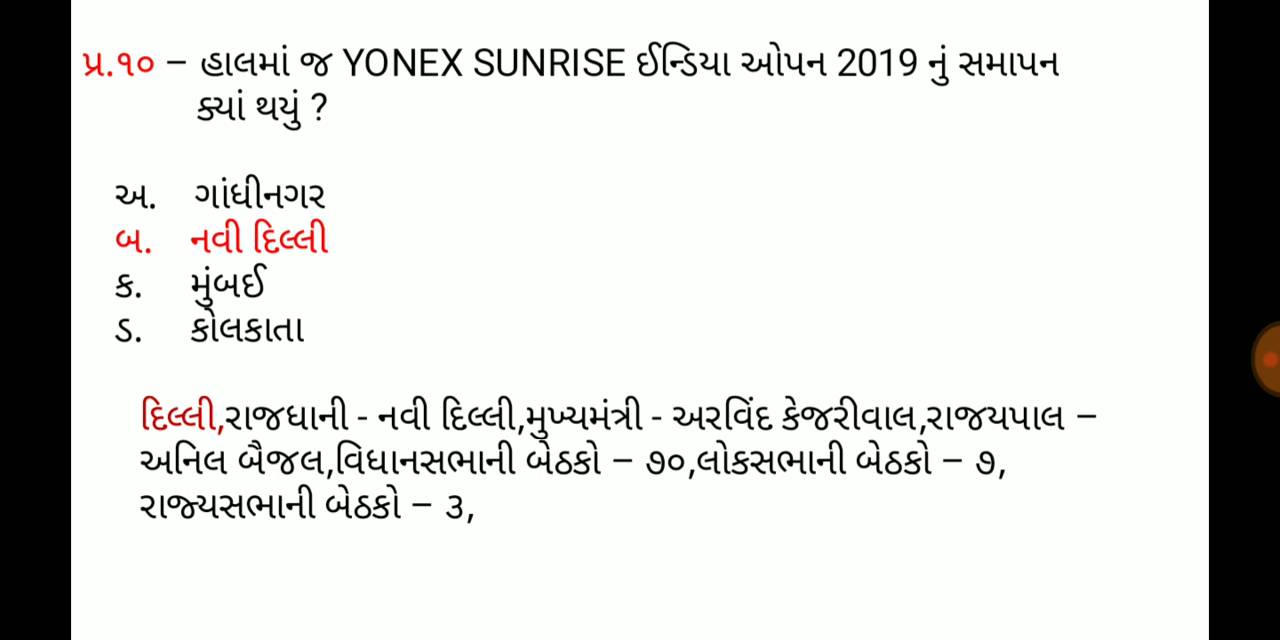 પ્ર.૧૦ – હાલમાં જ YONEX SUNRISE ઈન્ડિયા ઓપન 2019 નું સમાપન
ક્યાં થયું ?
અ. ગાંધીનગર
બ. નવી દિલ્લી
ક. મુંબઈ
ડ. કોલકાતા
દિલ્લી,રાજધાની - નવી દિલ્લી,મુખ્યમંત્રી - અરવિંદ કેજરીવાલ,રાજયપાલ –
અનિલ બૈજલ,વિધાનસભાની બેઠકો – ૭૦,લોકસભાની બેઠકો – ૭,
રાજ્યસભાની બેઠકો – ૩,